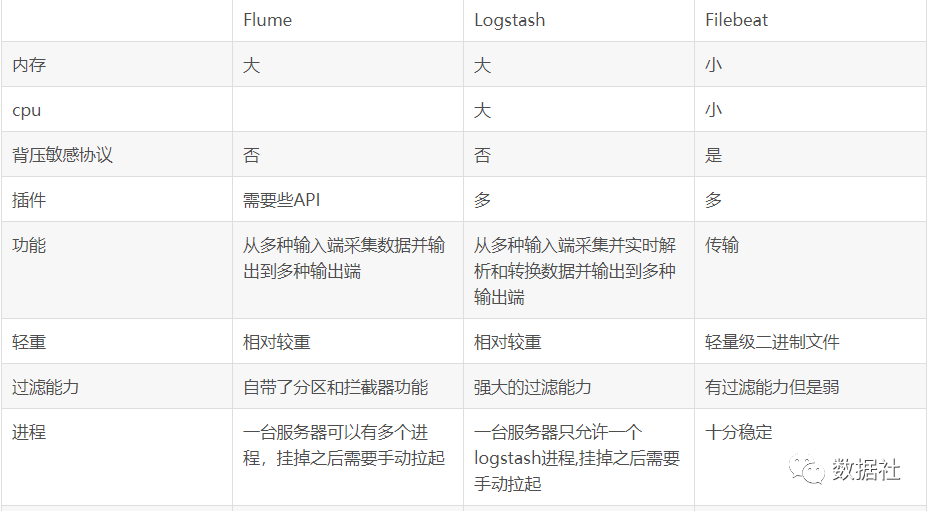 Flume Logstash Filebeat
内存 大 大 小
cpu 大 小
背压敏感协议 否 否 是
插件 需要些API 多 多
功能 从多种输入端采集数据并输 从多种输入端采集并实时解 传输
出到多种输出端 析和转换数据并输出到多种
输出端
轻重 相对较重 相对较重 轻量级二进制文件
过滤能力 自带了分区和拦截器功能 强大的过滤能力 有过滤能力但是弱
进程 一台服务器可以有多个进 一台服务器只允许一个 十分稳定
程，挂掉之后需要手动拉起 logstash进程,挂掉之后需要
手动拉起
数据社